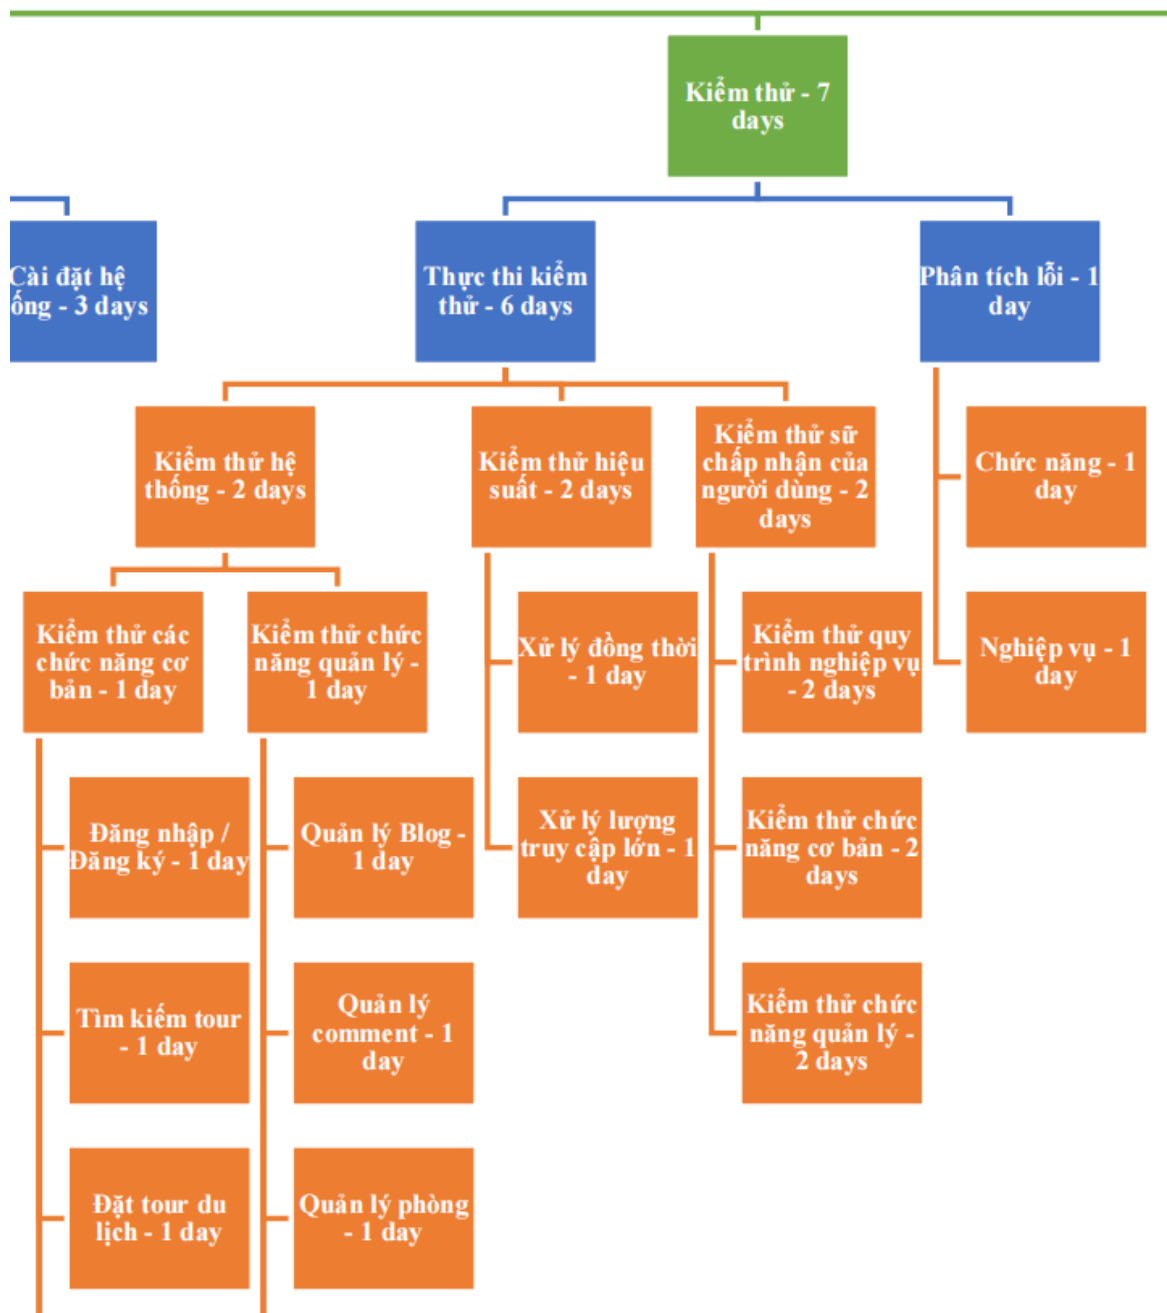 Kiểm thử - 7
days
Cài đặt hệ
ống - 3 days
Thực thi kiểm
thử - 6 days
Phân tích lỗi - 1
day
Kiểm thử hệ
thống - 2 days
Kiểm thử hiệu
suất - 2 days
Kiểm thử sữ
chấp nhận của
người dùng - 2
days
Chức năng - 1
day
Kiểm thử các
chức năng cơ
bản - 1 day
Kiểm thử chức
năng quản lý -
1 day
Xử lý đồng thời
- 1 day
Kiểm thử quy
trình nghiệp vụ
- 2 days
Nghiệp vụ - 1
day
Đăng nhập /
Đăng ký - 1 day
Quản lý Blog -
1 day
Xử lý lượng
truy cập lớn - 1
day
Kiểm thử chức
năng cơ bản - 2
days
Tìm kiếm tour
- 1 day
Quản lý
comment - 1
day
Kiểm thử chức
năng quản lý -
2 days
Đặt tour du
lịch - 1 day
Quản lý phòng
- 1 day